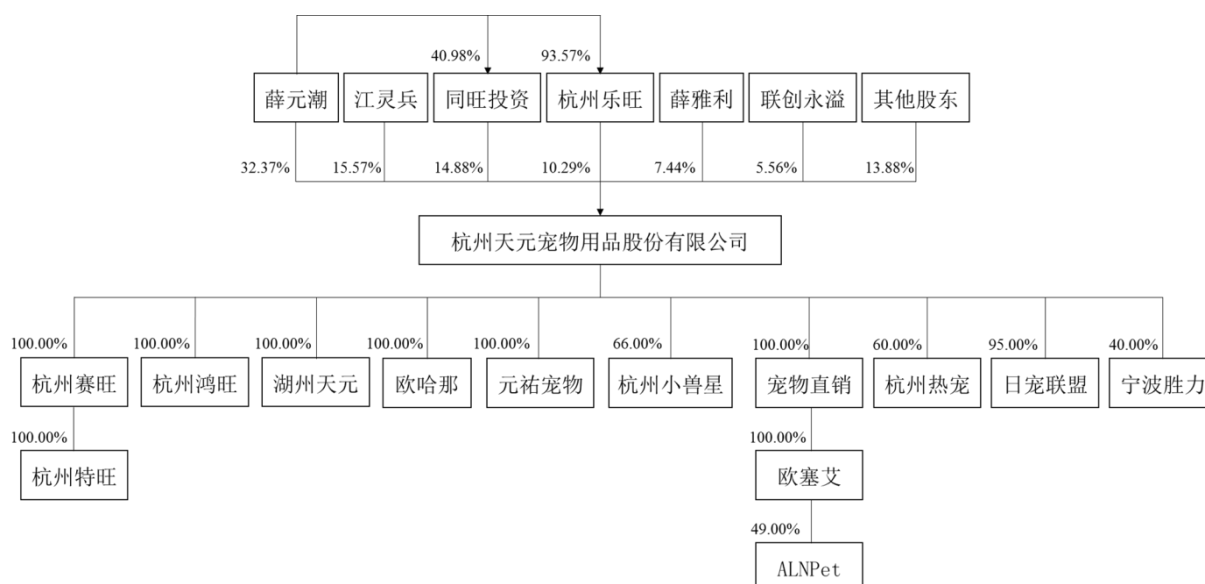 40.98% 93.57%
薛元潮 江灵兵 同旺投资 杭州乐旺 薛雅利 联创永溢 其他股东
32.37% 15.57% 14.88% 10.29% 7.44% 5.56% 13.88%
杭州天元宠物用品股份有限公司
100.00% 100.00% 100.00% 100.00% 100.00% 66.00% 100.00% 60.00% 95.00% 40.00%
杭州赛旺 杭州鸿旺 湖州天元 欧哈那 元祐宠物 杭州小兽星 宠物直销 杭州热宠 日宠联盟 宁波胜力
100.00% 100.00%
杭州特旺 欧塞艾
49.00%
ALNPet